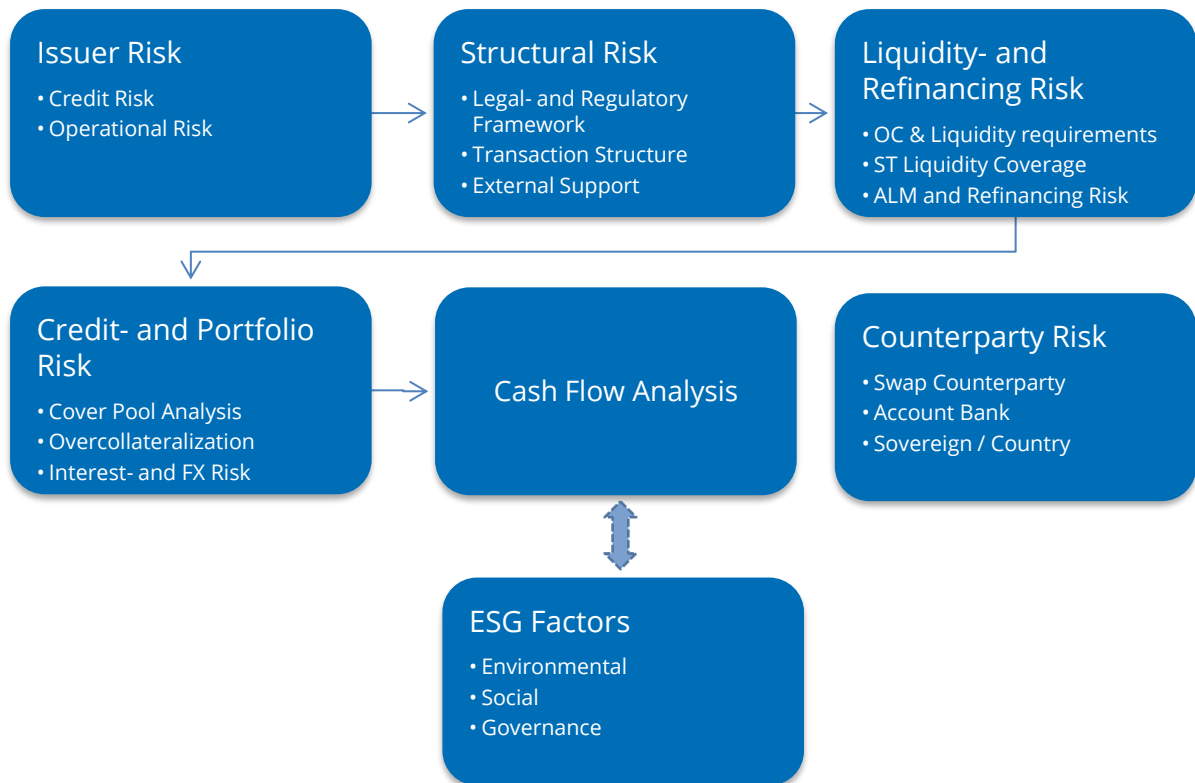 Issuer Risk
• Credit Risk
• Operational Risk
Structural Risk
• Legal- and Regulatory
Framework
• Transaction Structure
• External Support
Liquidity- and
Refinancing Risk
• OC & Liquidity requirements
• ST Liquidity Coverage
• ALM and Refinancing Risk
Credit- and Portfolio
Risk
• Cover Pool Analysis
• Overcollateralization
• Interest- and FX Risk
Cash Flow Analysis
Counterparty Risk
• Swap Counterparty
• Account Bank
• Sovereign / Country
ESG Factors
• Environmental
• Social
• Governance